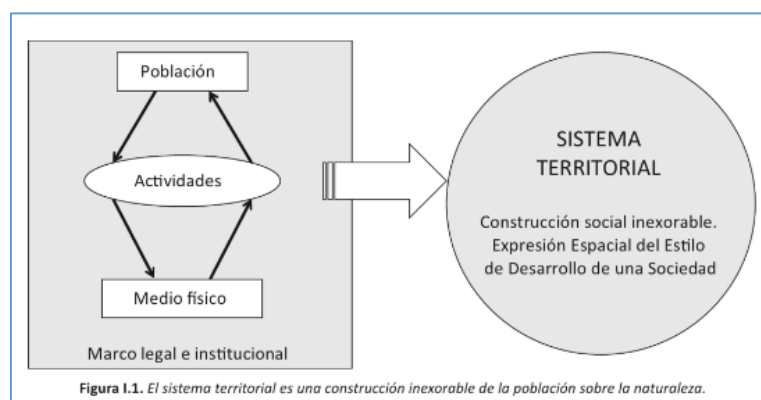 Población
Actividades
Medio físico
Marco legal e institucional
SISTEMA
TERRITORIAL
Construcción social inexorable.
Expresión Espacial del Estilo
de Desarrollo de una Sociedad
Figura I.1. El sistema territorial es una construcción inexorable de la población sobre la naturaleza.